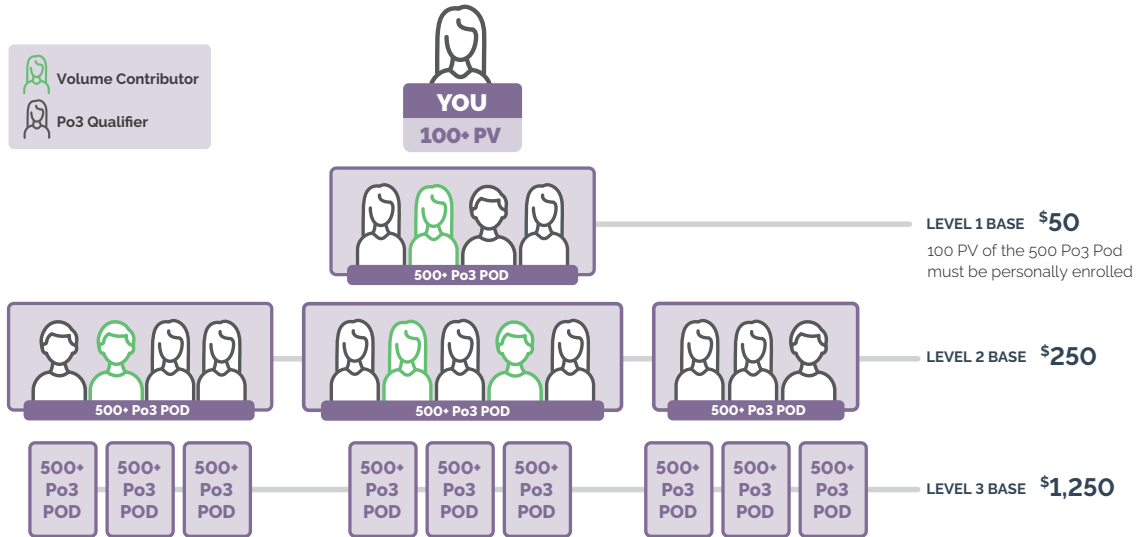 Volume Contributor
Po3 Qualifier
YOU
100+ PV
500+ Po3 POD
LEVEL 1 BASE $50
100 PV of the 500 Po3 Pod
must be personally enrolled
500+ Po3 POD
500+ Po3 POD
500+ Po3 POD
LEVEL 2 BASE $250
500+
Po3
POD
500+
Po3
POD
500+
Po3
POD
500+
Po3
POD
500+
Po3
POD
500+
Po3
POD
500+
Po3
POD
500+
Po3
POD
500+
Po3
POD
LEVEL 3 BASE $1,250